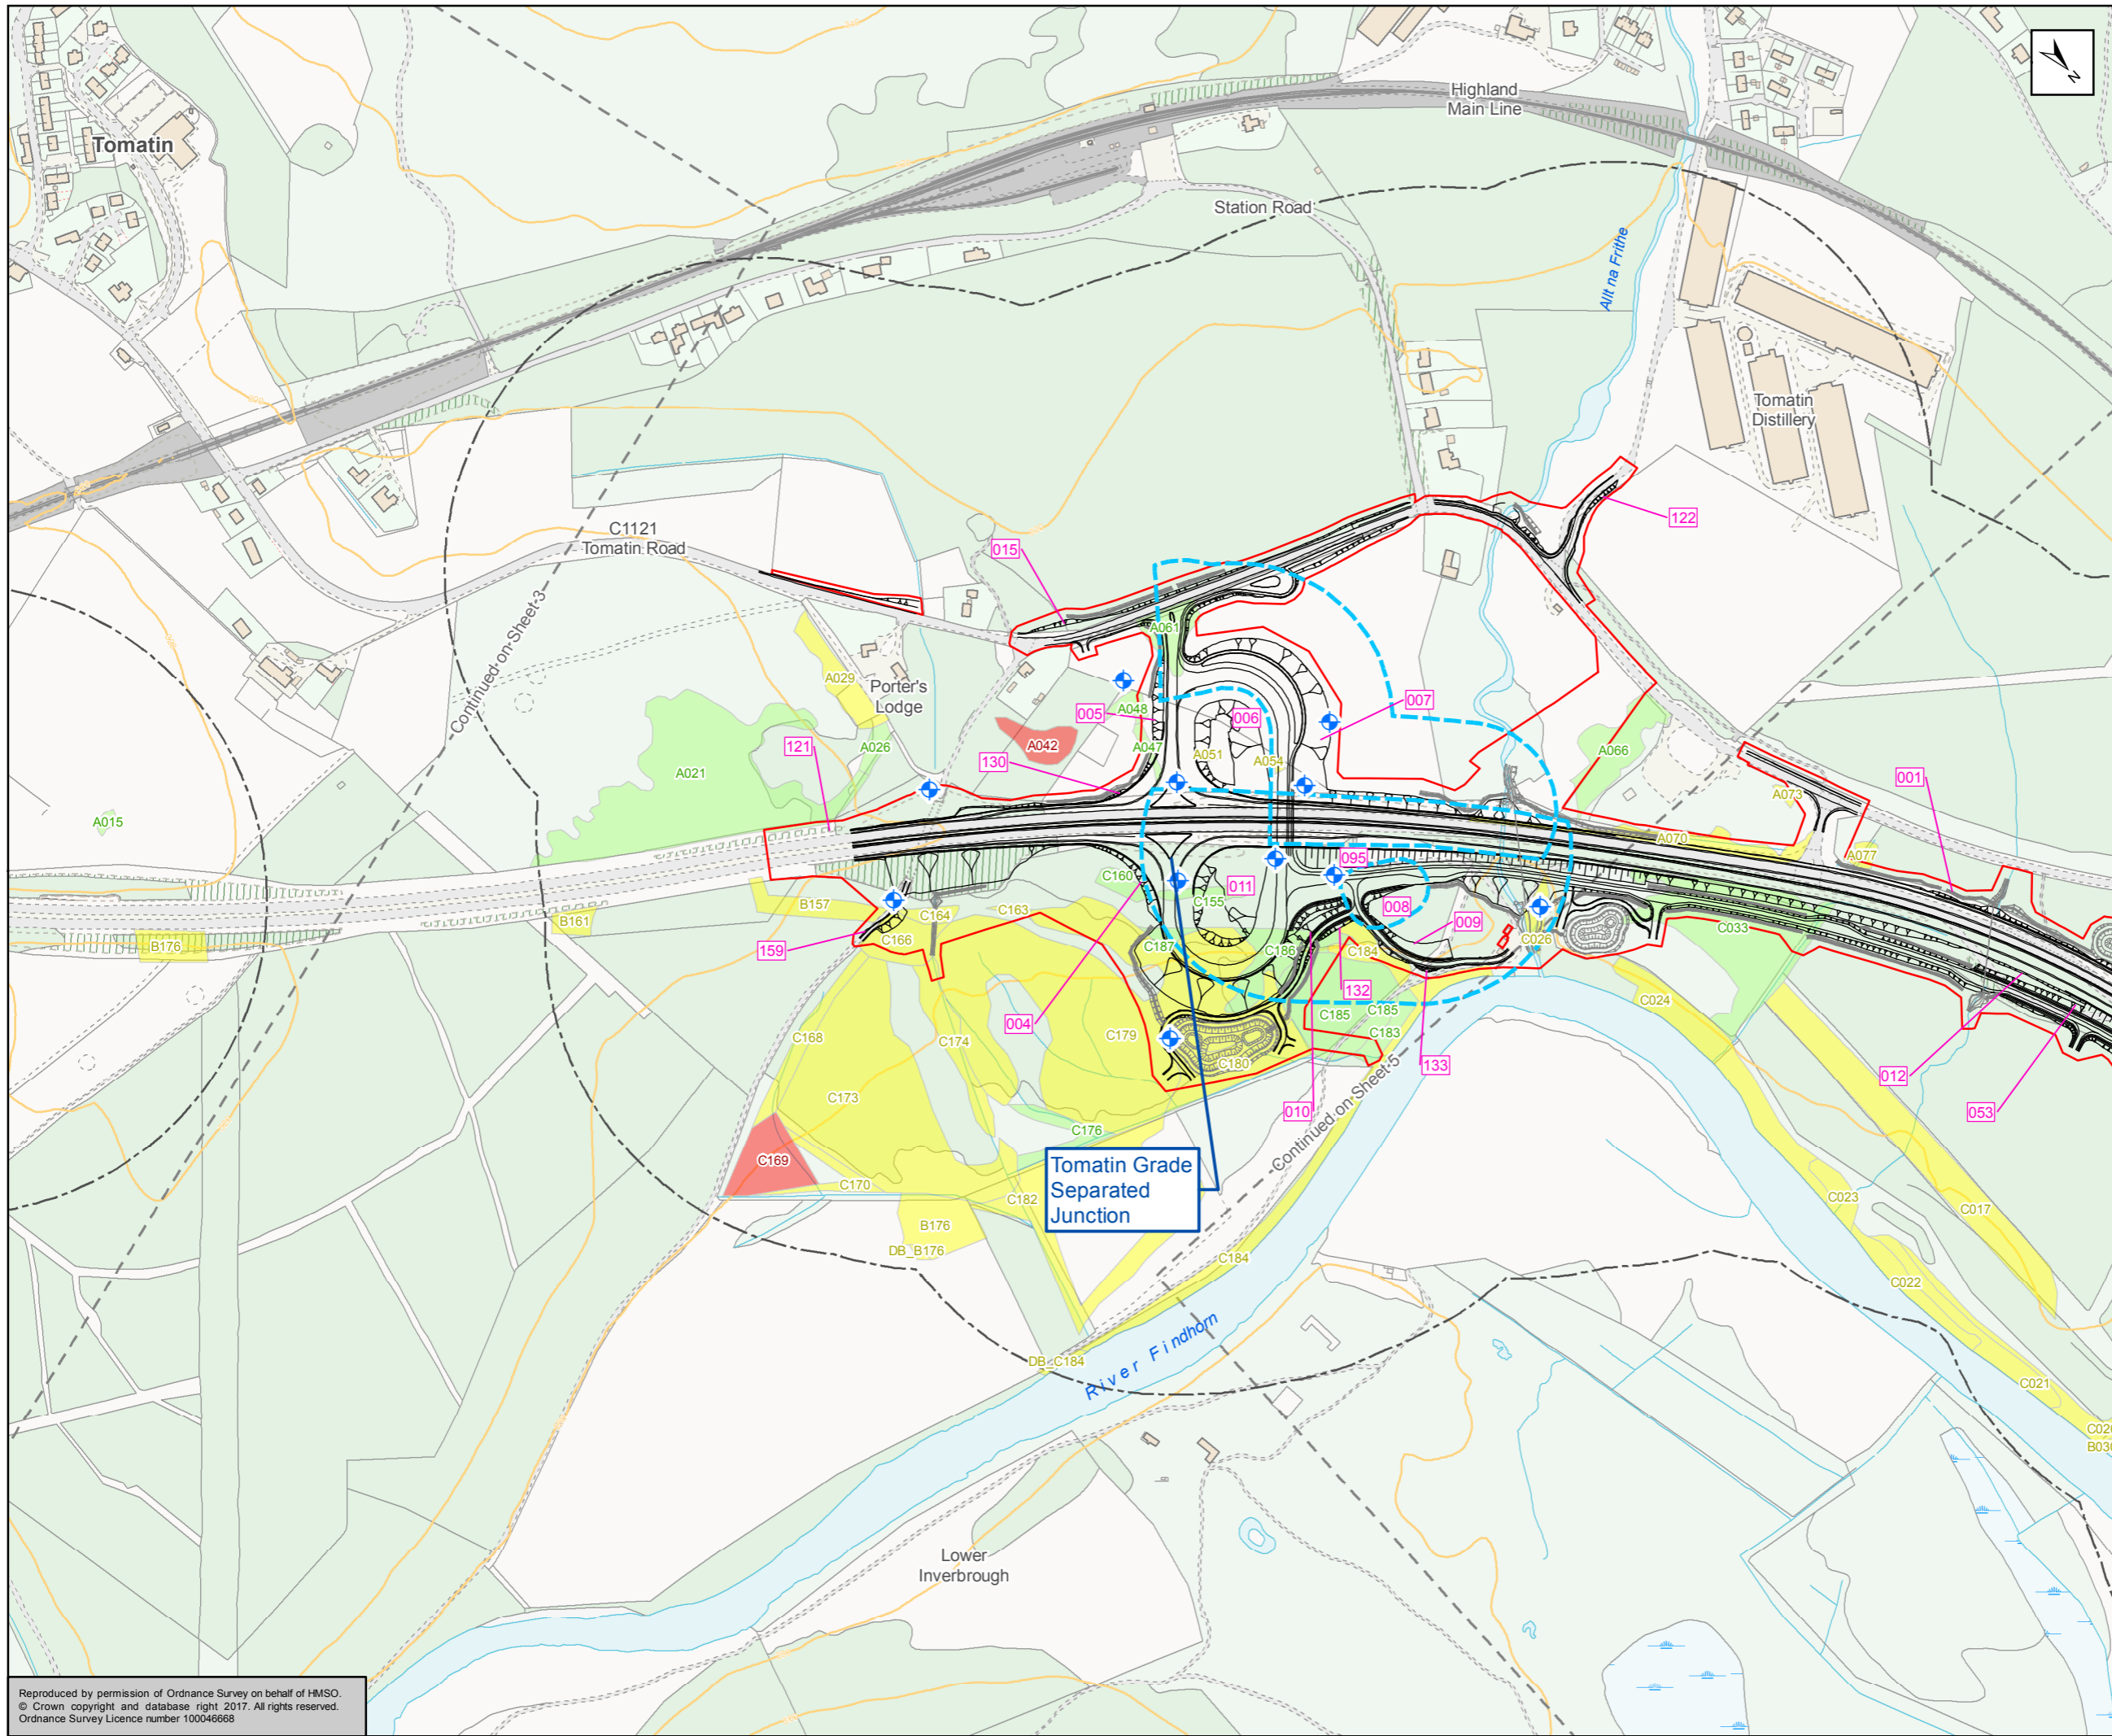 Highland
Main Line
Tomatin
Station Road
Allt na Frithe
Tomatin
Distillery
C1121
Tomatin Road
122
015
Continued on Sheet 3
A061
A029
Porter's
Lodge
005
A048
006
007
A042
A047
A026
121
130
A051
A054
A066
A021
001
A073
A015
A070
A077
095
C160
011
B157
C155
008
B161
C164
C163
009
C166
B176
159
C187
C186
C184
C026
C033
132
C024
004
C185
C185
C168
C174
C179
C183
C180
133
012
C173
010
053
C176
Continued on Sheet 5
C169
Tomatin Grade
Separated
Junction
C170
C182
C023
C017
B176
DB_B176
C184
C022
River Findhorn
DB_C184
C021
C020
B030
Lower
Inverbrough
N
Reproduced by permission of Ordnance Survey on behalf of HMSO.
© Crown copyright and database right 2017. All rights reserved.
Ordnance Survey Licence number 100046668